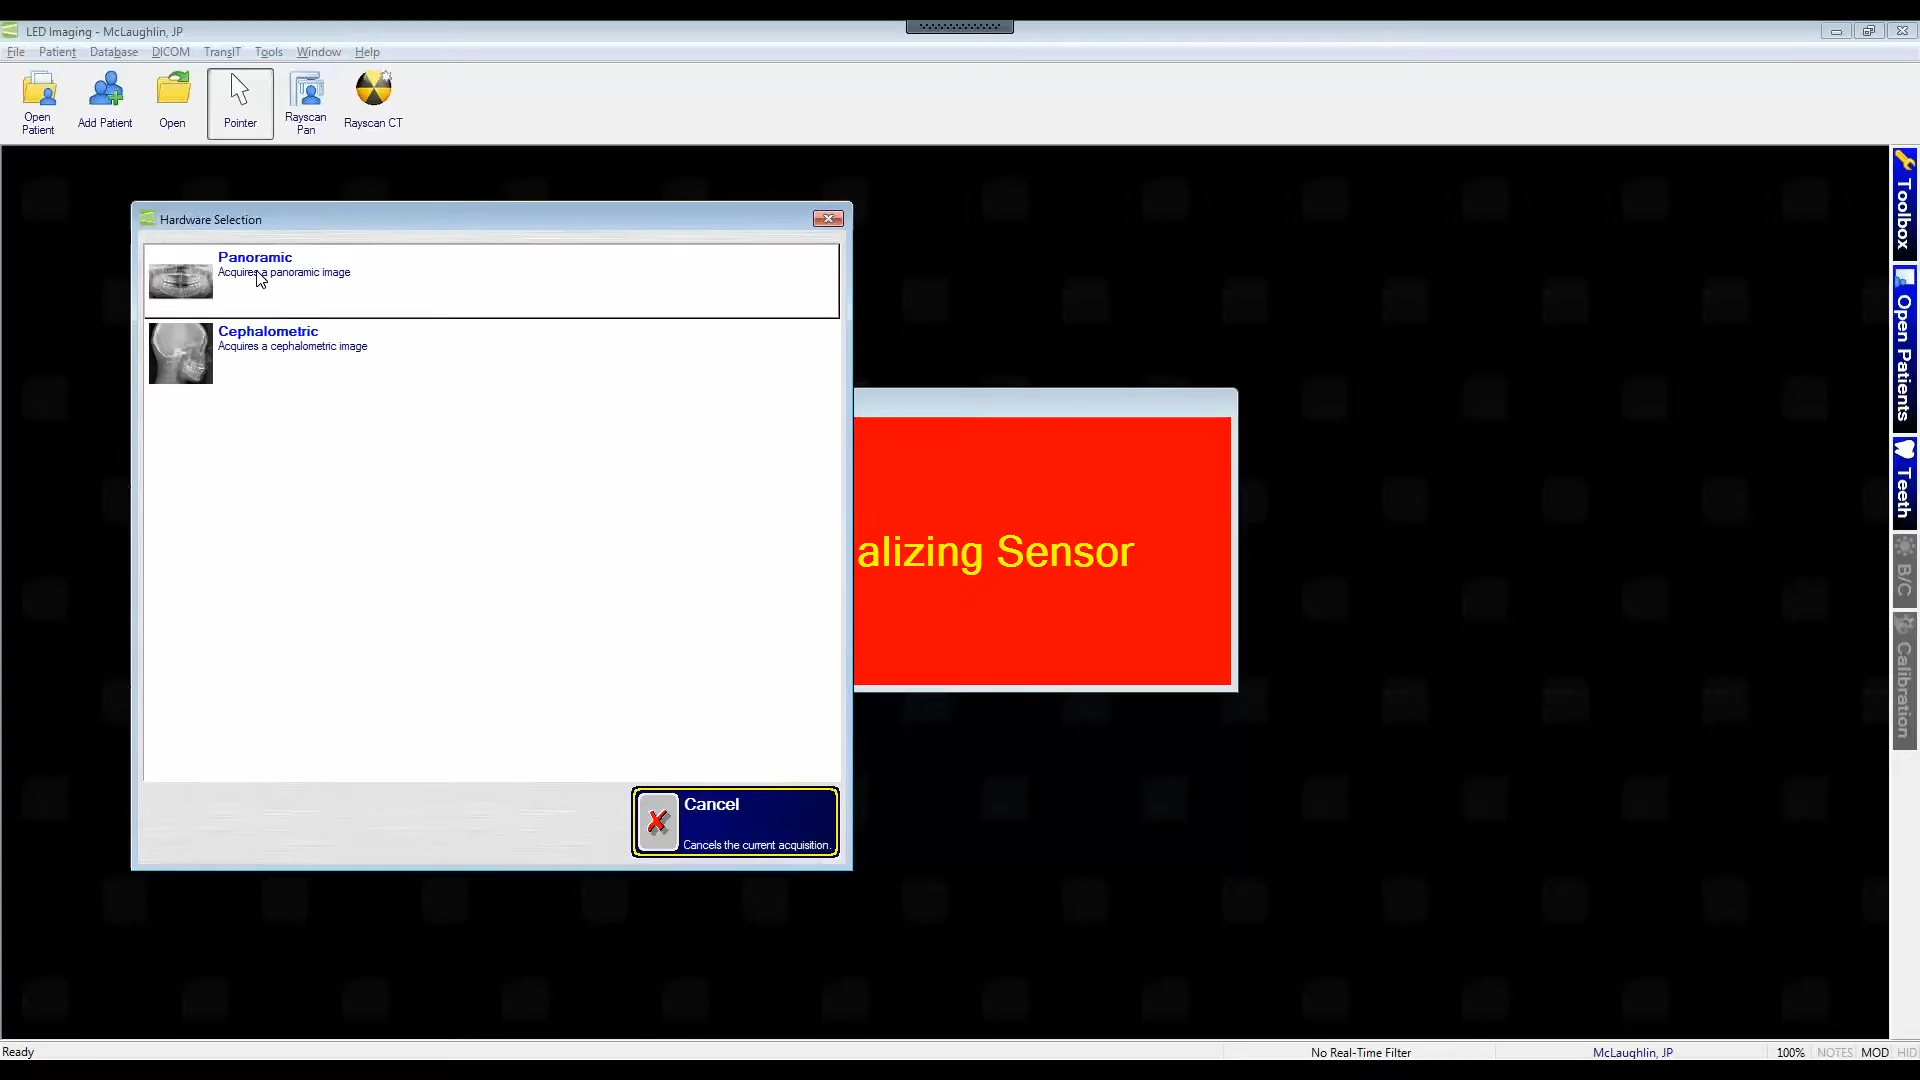 LED Imaging - McLaughlin, JP
File Patient Database DICOM TransIT Tools Window Help
Open
Patient
Add Patient
Open
Pointer
Rayscan
Pan
Rayscan CT
Hardware Selection
Panoramic
Acquires a panoramic image
Cephalometric
Acquires a cephalometric image
alizing Sensor
Cancel
Cancels the current acquisition.
Toolbox
Open Patients
Teeth
B/C
Calibration
Ready
No Real-Time Filter
McLaughlin, JP
100%
NOTES
MOD
HID